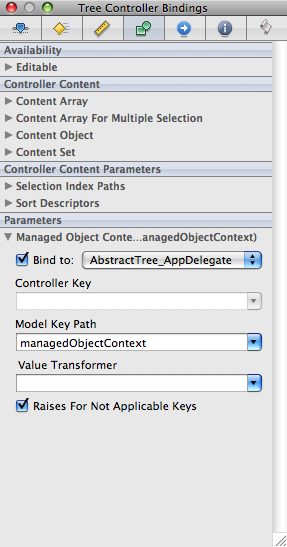 Tree Controller Bindings
Availability
Editable
Controller Content
Content Array
Content Array For Multiple Selection
Content Object
Content Set
Controller Content Parameters
Selection Index Paths
Sort Descriptors
Parameters
Managed Object Conte...anagedObjectContext)
Bind to: AbstractTree_AppDelegate
Controller Key
Model Key Path
managedObjectContext
Value Transformer
Raises For Not Applicable Keys